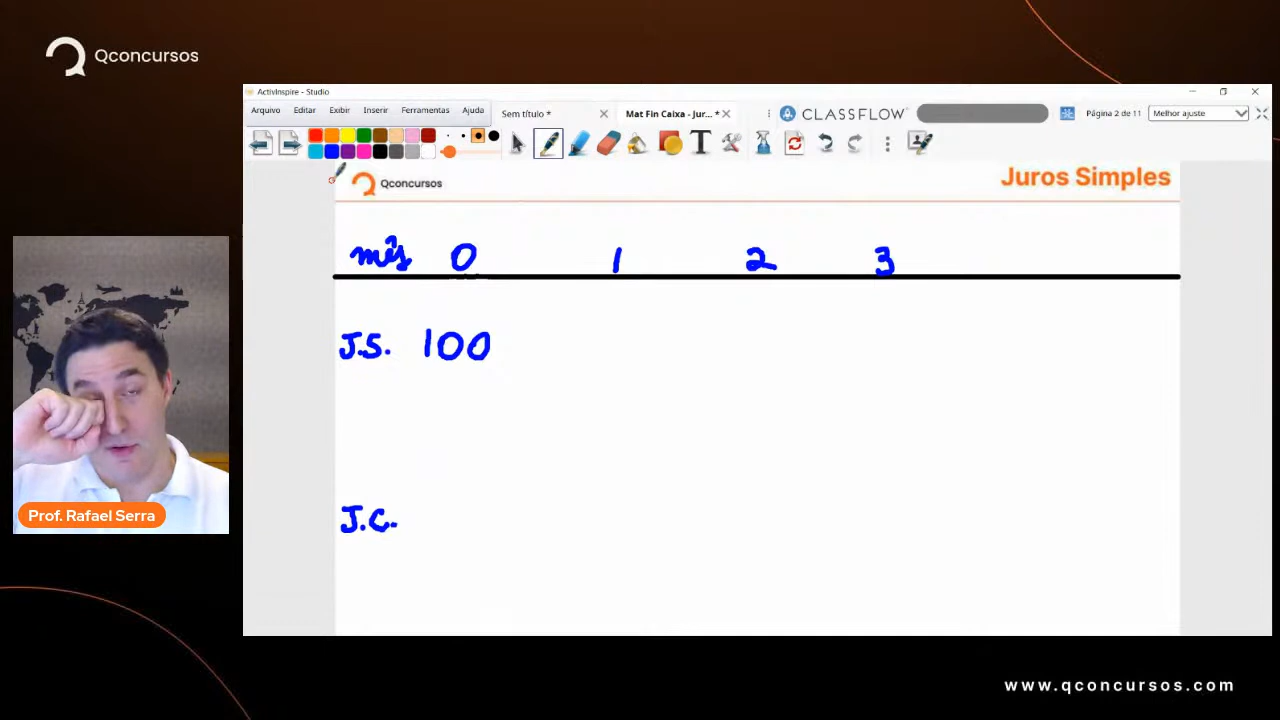 Qconcursos
ActivInspire - Studio
Arquivo Editar Exibir Inserir Ferramentas Ajuda
Sem título *
Mat Fin Caixa - Jur... *
CLASSFLOW
Página 2 de 11
Melhor ajuste
Qconcursos
Juros Simples
mês 0 1 2 3
J.S. 100
J.C.
Prof. Rafael Serra
www.qconcursos.com